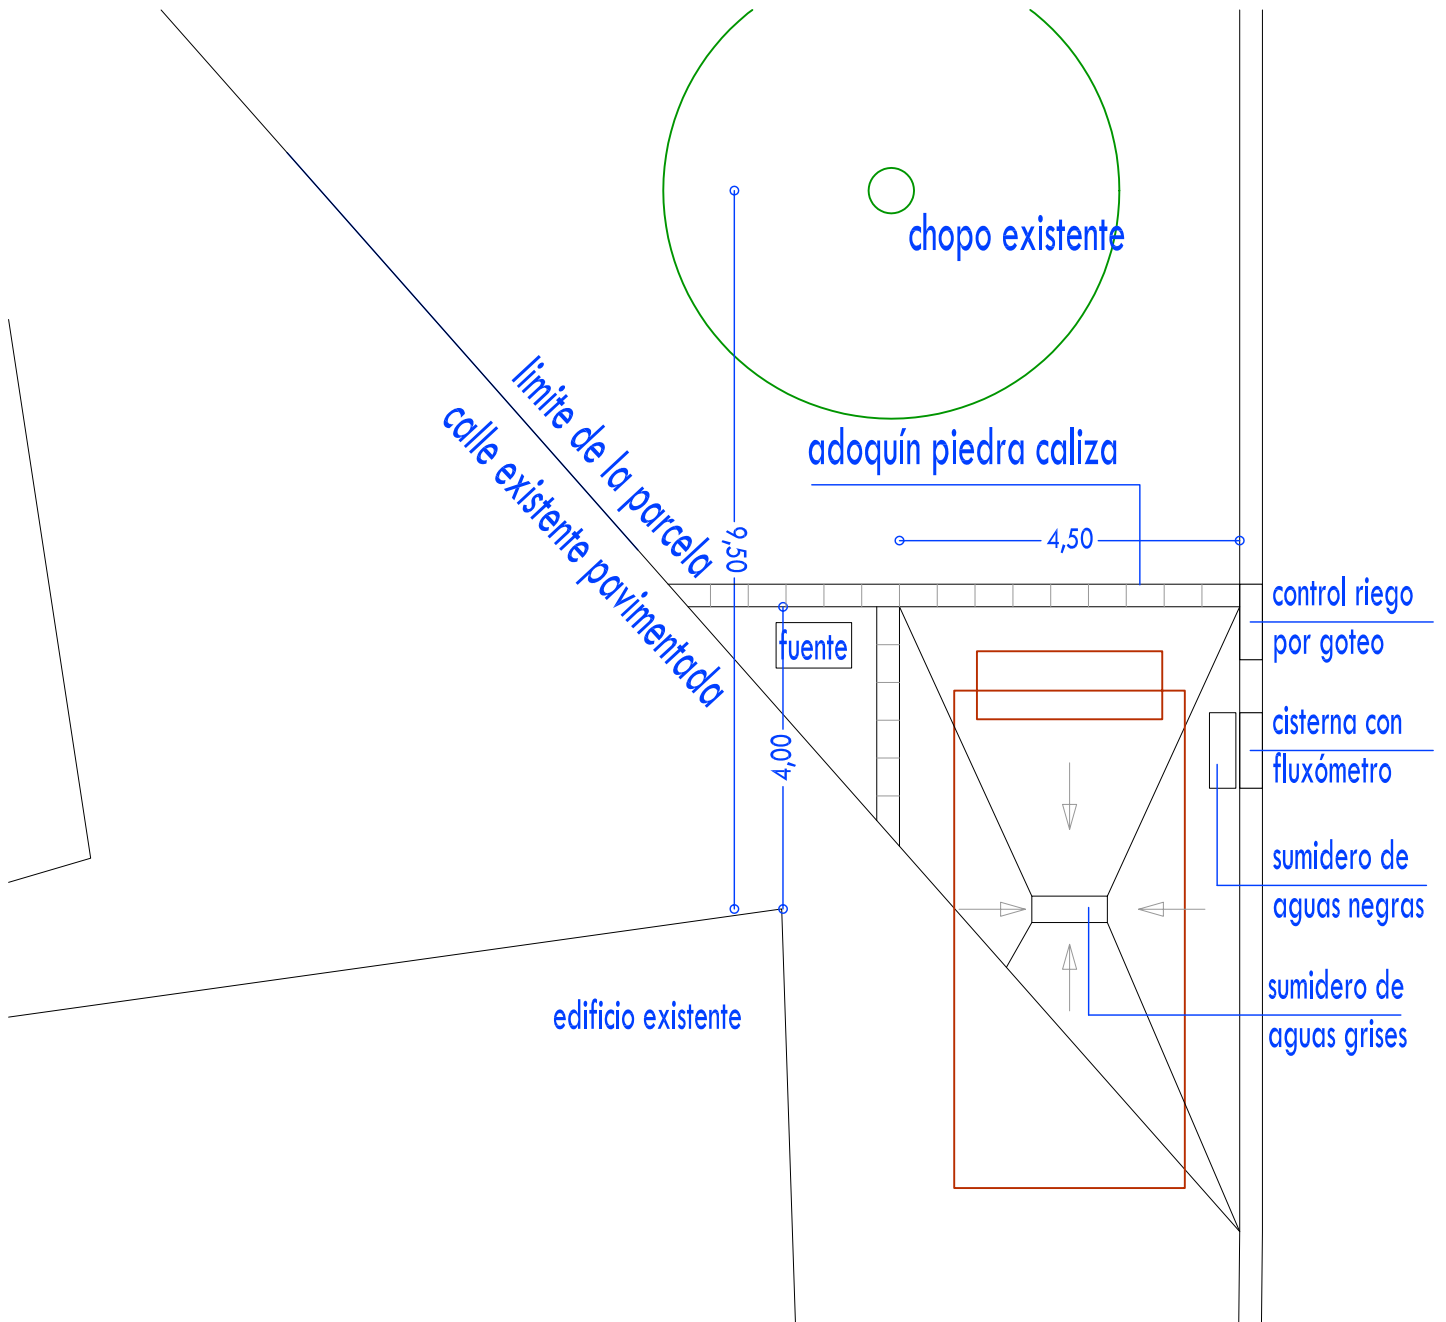 chopo existente
limite de la parcela
calle existente pavimentada
adoquín piedra caliza
9,50
4,50
control riego
por goteo
fuente
cisterna con
fluxómetro
4,00
sumidero de
aguas negras
sumidero de
aguas grises
edificio existente